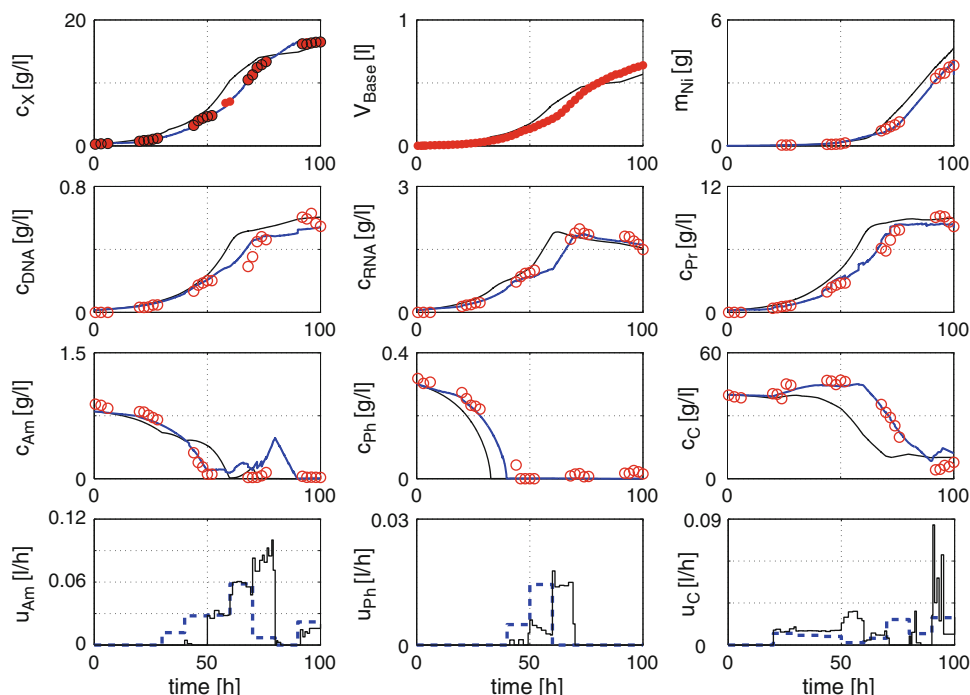 20 1 6
c_X [g/l] V_Base [l] m_Ni [g]
0 0 0
0 50 100 0 50 100 0 50 100
0.8 3 12
c_DNA [g/l] c_RNA [g/l] c_Pr [g/l]
0 0 0
0 50 100 0 50 100 0 50 100
1.5 0.4 60
c_Am [g/l] c_Ph [g/l] c_C [g/l]
0 0 0
0 50 100 0 50 100 0 50 100
0.12 0.03 0.09
0.06
u_Am [l/h] u_Ph [l/h] u_C [l/h]
0 0 0
0 50 100 0 50 100 0 50 100
time [h] time [h] time [h]